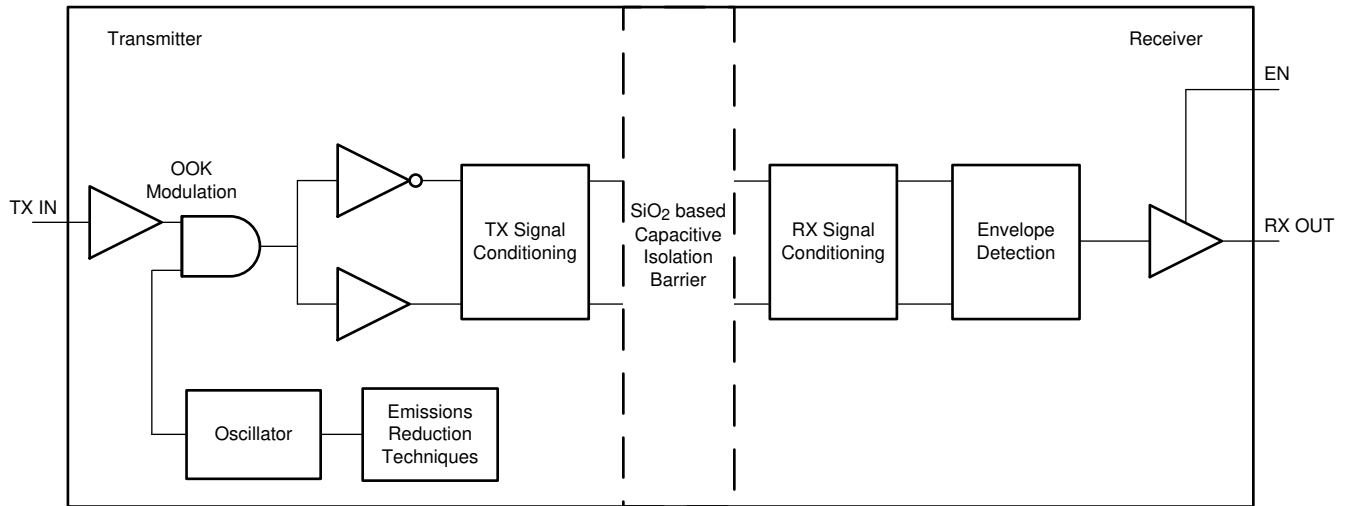 Transmitter
Receiver
EN
OOK
Modulation
TX IN
TX Signal
Conditioning
SiO2 based
Capacitive
Isolation
Barrier
RX Signal
Conditioning
Envelope
Detection
RX OUT
Oscillator
Emissions
Reduction
Techniques